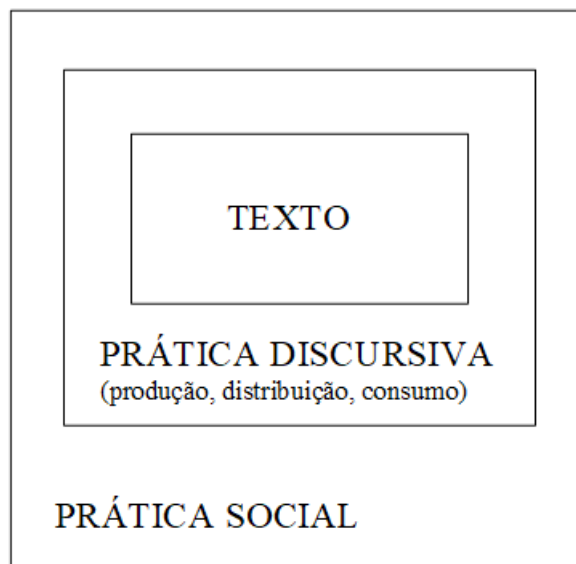 TEXTO
PRÁTICA DISCURSIVA
(produção, distribuição, consumo)
PRÁTICA SOCIAL